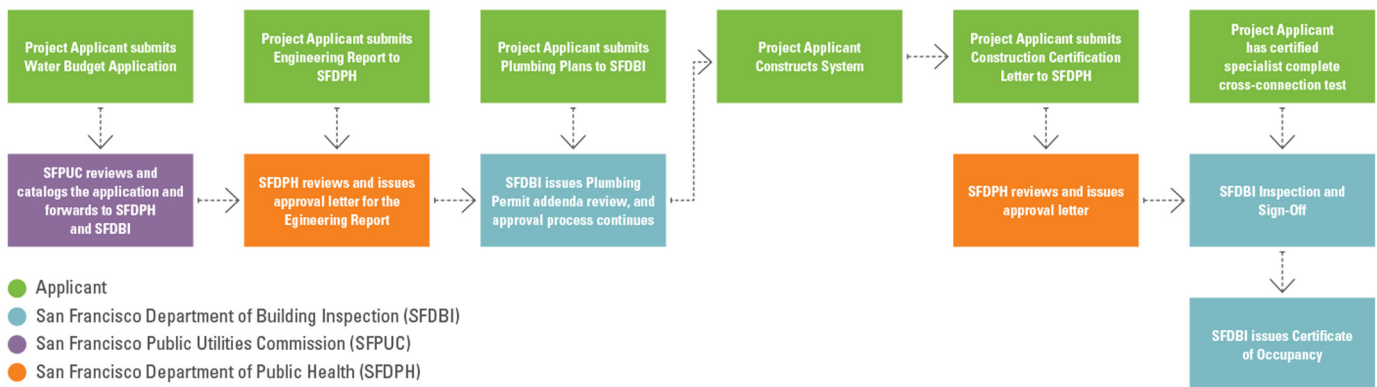 Project Applicant submits
Water Budget Application
Project Applicant submits
Engineering Report to
SFDPH
Project Applicant submits
Plumbing Plans to SFDBI
Project Applicant
Constructs System
Project Applicant submits
Construction Certification
Letter to SFDPH
Project Applicant
has certified
specialist complete
cross-connection test
SFPUC reviews and
catalogs the application and
forwards to SFDPH
and SFDBI
SFDPH reviews and issues
approval letter for the
Egineering Report
SFDBI issues Plumbing
Permit addenda review, and
approval process continues
SFDPH reviews and issues
approval letter
SFDBI Inspection and
Sign-Off
SFDBI issues Certificate
of Occupancy
Applicant
San Francisco Department of Building Inspection (SFDBI)
San Francisco Public Utilities Commission (SFPUC)
San Francisco Department of Public Health (SFDPH)